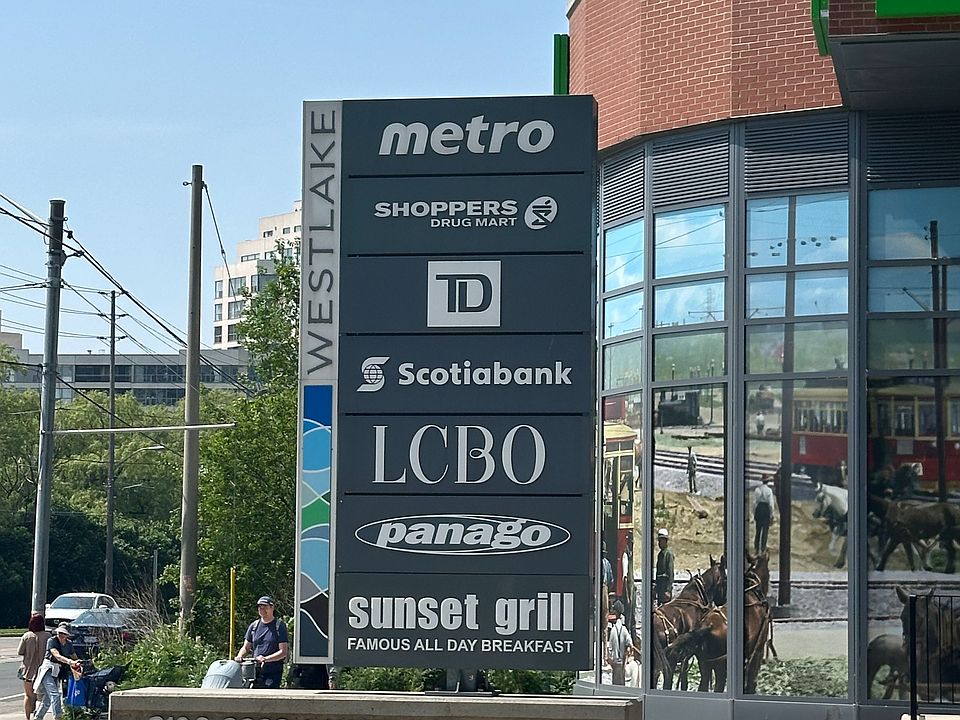 WESTLAKE
metro
SHOPPERS
DRUG MART
TD
Scotiabank
LCBO
panago
sunset grill
FAMOUS ALL DAY BREAKFAST